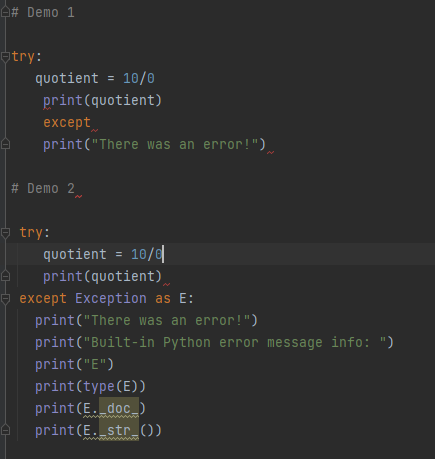 # Demo 1
try:
quotient = 10/0
print(quotient)
except
print("There was an error!")
# Demo 2
try:
quotient = 10/0
print(quotient)
except Exception as E:
print("There was an error!")
print("Built-in Python error message info: ")
print("E")
print(type(E))
print(E._doc_)
print(E._str_())